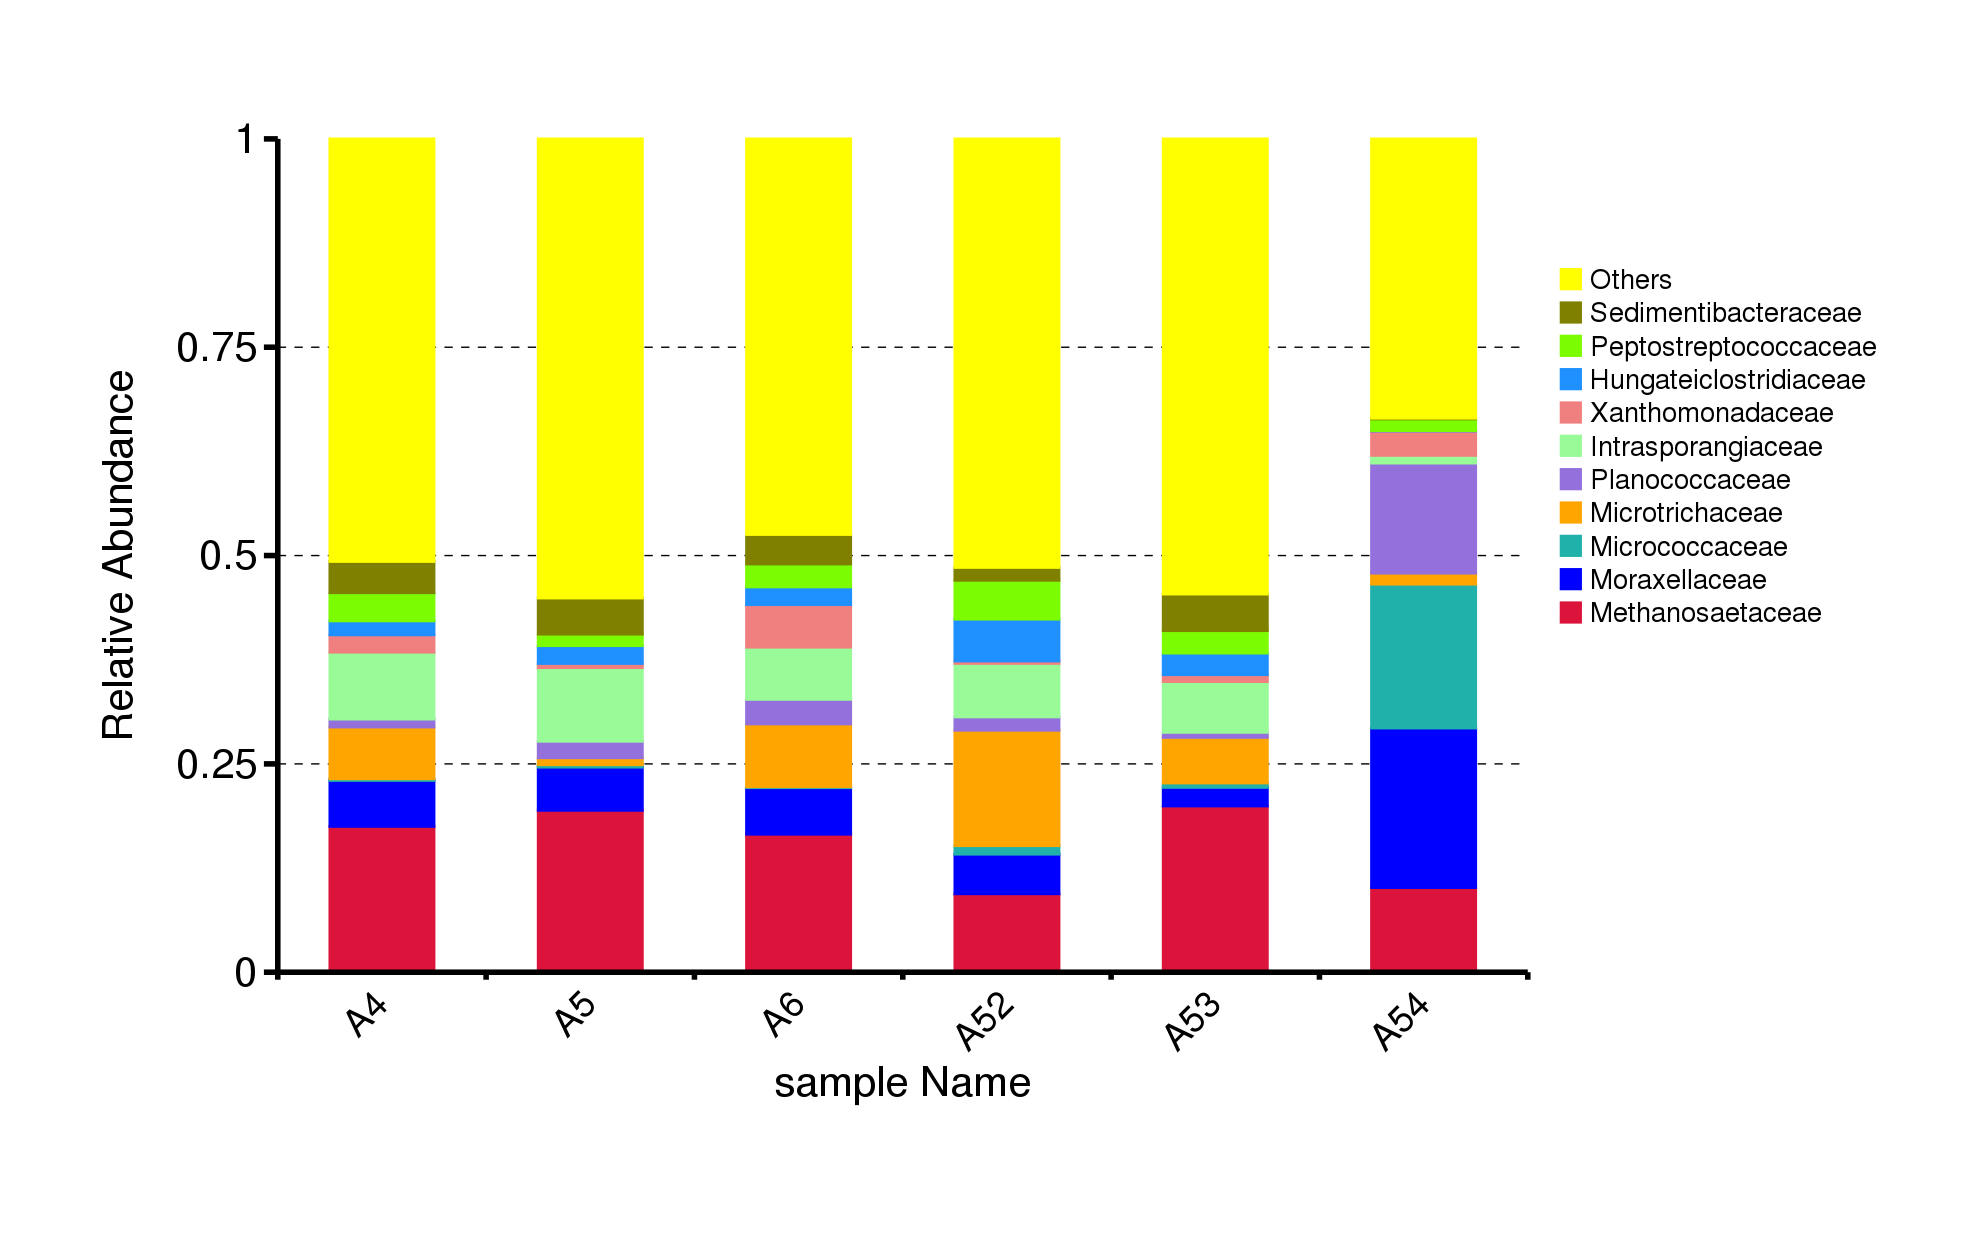 1
0.75
0.5
0.25
0
Relative Abundance
A4
A5
A6
A52
A53
A54
sample Name
Others
Sedimentibacteraceae
Peptostreptococcaceae
Hungateiclostridiaceae
Xanthomonadaceae
Intrasporangiaceae
Planococcaceae
Microtrichaceae
Micrococcaceae
Moraxellaceae
Methanosaetaceae